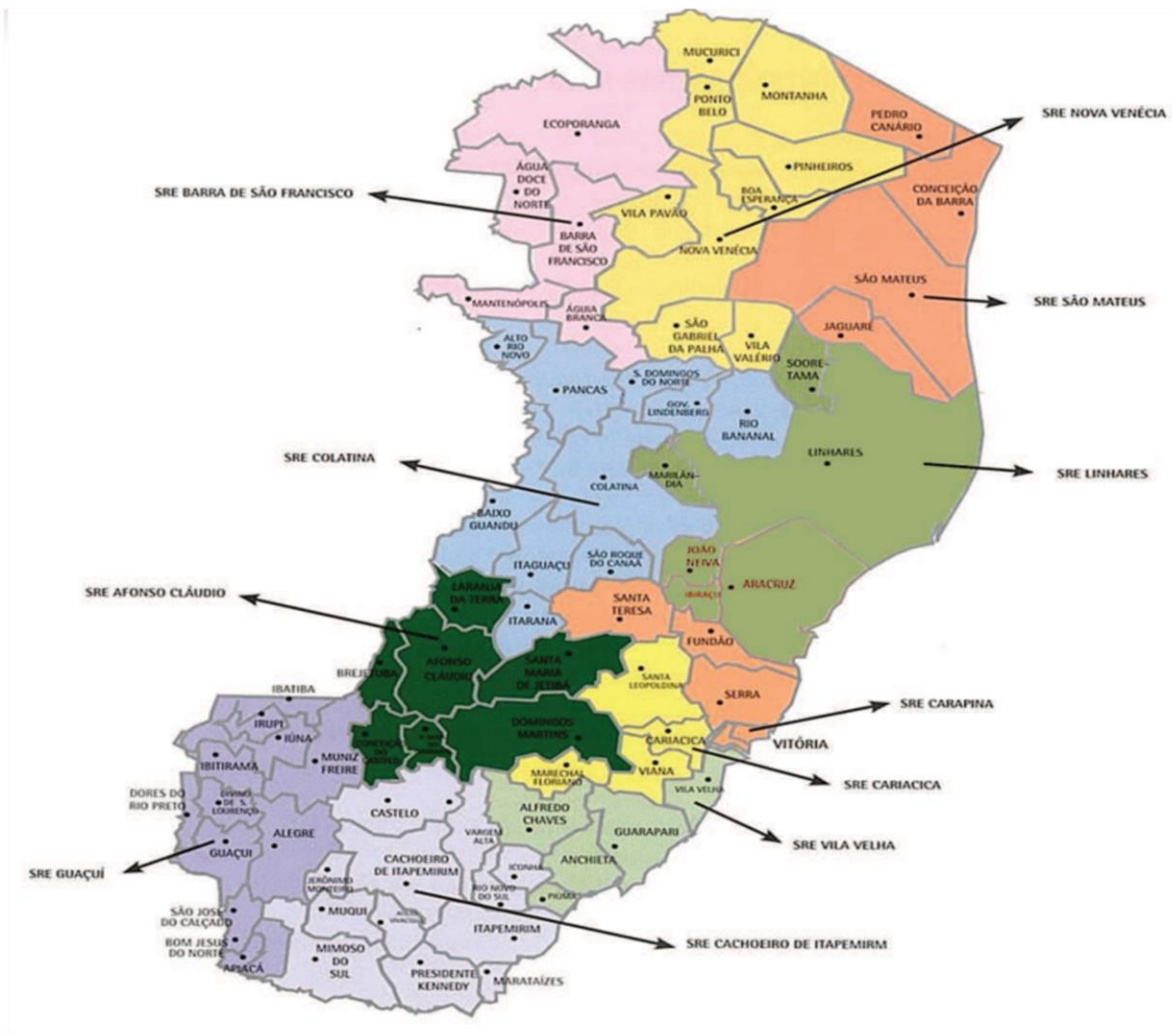 MUCURICI
PONTO
BELO
MONTANHA
PEDRO
CANÁRIO
SRE NOVA VENÉCIA
ECOPORANGA
PINHEIROS
ÁGUA
DOCE
DO
NORTE
CONCEIÇÃO
DA BARRA
BOA
ESPERANÇA
SRE BARRA DE SÃO FRANCISCO
VILA PAVÃO
BARRA
DE SÃO
FRANCISCO
NOVA VENÉCIA
SÃO MATEUS
SRE SÃO MATEUS
MANTENÓPOLIS
ÁGUIA
BRANCA
SÃO
GABRIEL
DA PALHA
VILA
VALÉRIO
JAGUARÉ
ALTO
RIO
NOVO
SOORE-
TAMA
PANCAS
S. DOMINGOS
DO NORTE
GOV.
LINDENBERG
RIO
BANANAL
LINHARES
SRE LINHARES
SRE COLATINA
COLATINA
MARILÂN-
DIA
BAIXO
GUANDU
JOÃO
NEIVA
ITAGUAÇU
SÃO ROQUE
DO CANAÃ
ARACRUZ
IBIRAÇU
SRE AFONSO CLÁUDIO
LARANJA
DA TERRA
SANTA
TERESA
ITARANA
FUNDÃO
BREJETUBA
AFONSO
CLÁUDIO
SANTA
MARIA
DE JETIBÁ
SANTA
LEOPOLDINA
SERRA
IBATIBA
SRE CARAPINA
IRUPI
IÚNA
DOMINGOS
MARTINS
CARIACICA
VITÓRIA
IBITIRAMA
MUNIZ
FREIRE
CONCEIÇÃO
DO
CASTELO
MARECHAL
FLORIANO
VIANA
SRE CARIACICA
VILA VELHA
DORES DO
RIO PRETO
DIVINO
DE S.
LOURENÇO
CASTELO
ALFREDO
CHAVES
SRE VILA VELHA
ALEGRE
VARGEM
ALTA
GUARAPARI
GUAÇUI
SRE GUAÇUÍ
CACHOEIRO
DE ITAPEMIRIM
ANCHIETA
ICONHA
JERÔNIMO
MONTEIRO
RIO NOVO
DO SUL
PIÚMA
SÃO JOSÉ
DO CALÇADO
MUQUI
ITAPEMIRIM
SRE CACHOEIRO DE ITAPEMIRM
BOM JESUS
DO NORTE
APIACÁ
MIMOSO
DO
SUL
PRESIDENTE
KENNEDY
MARATAÍZES